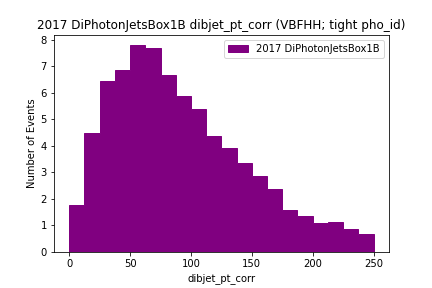 2017 DiPhotonJetsBox1B dibjet_pt_corr (VBFHH; tight pho_id)
2017 DiPhotonJetsBox1B
Number of Events
8
7
6
5
4
3
2
1
0
0 50 100 150 200 250
dibjet_pt_corr